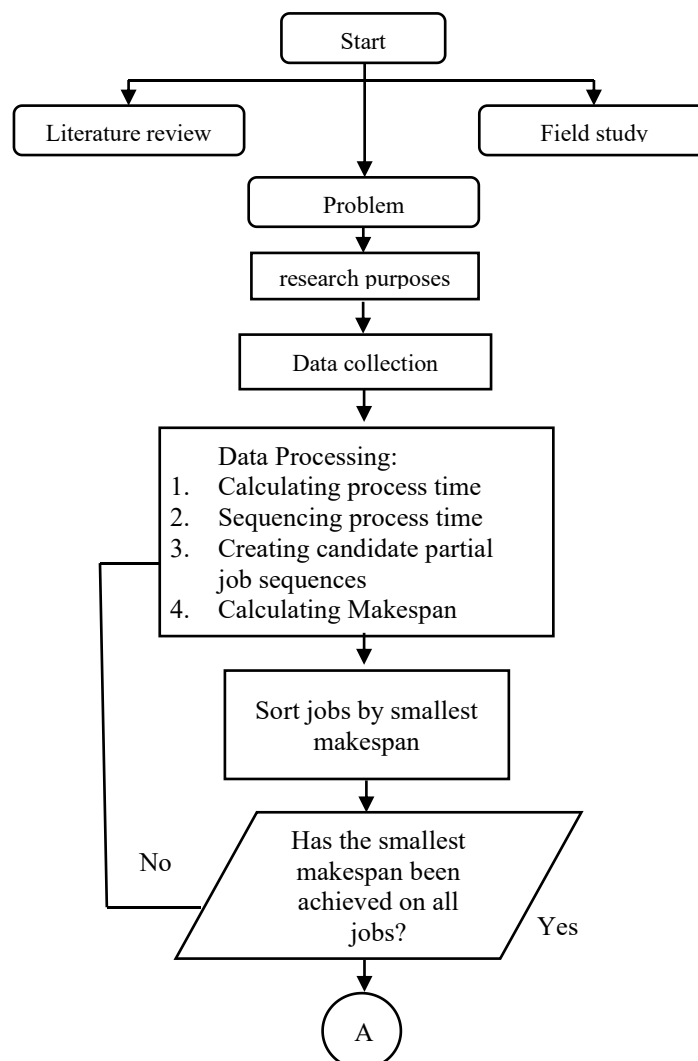 Start
Literature review
Field study
Problem
research purposes
Data collection
Data Processing:
1. Calculating process time
2. Sequencing process time
3. Creating candidate partial
job sequences
4. Calculating Makespan
Sort jobs by smallest
makespan
Has the smallest
makespan been
achieved on all
jobs?
No
Yes
A